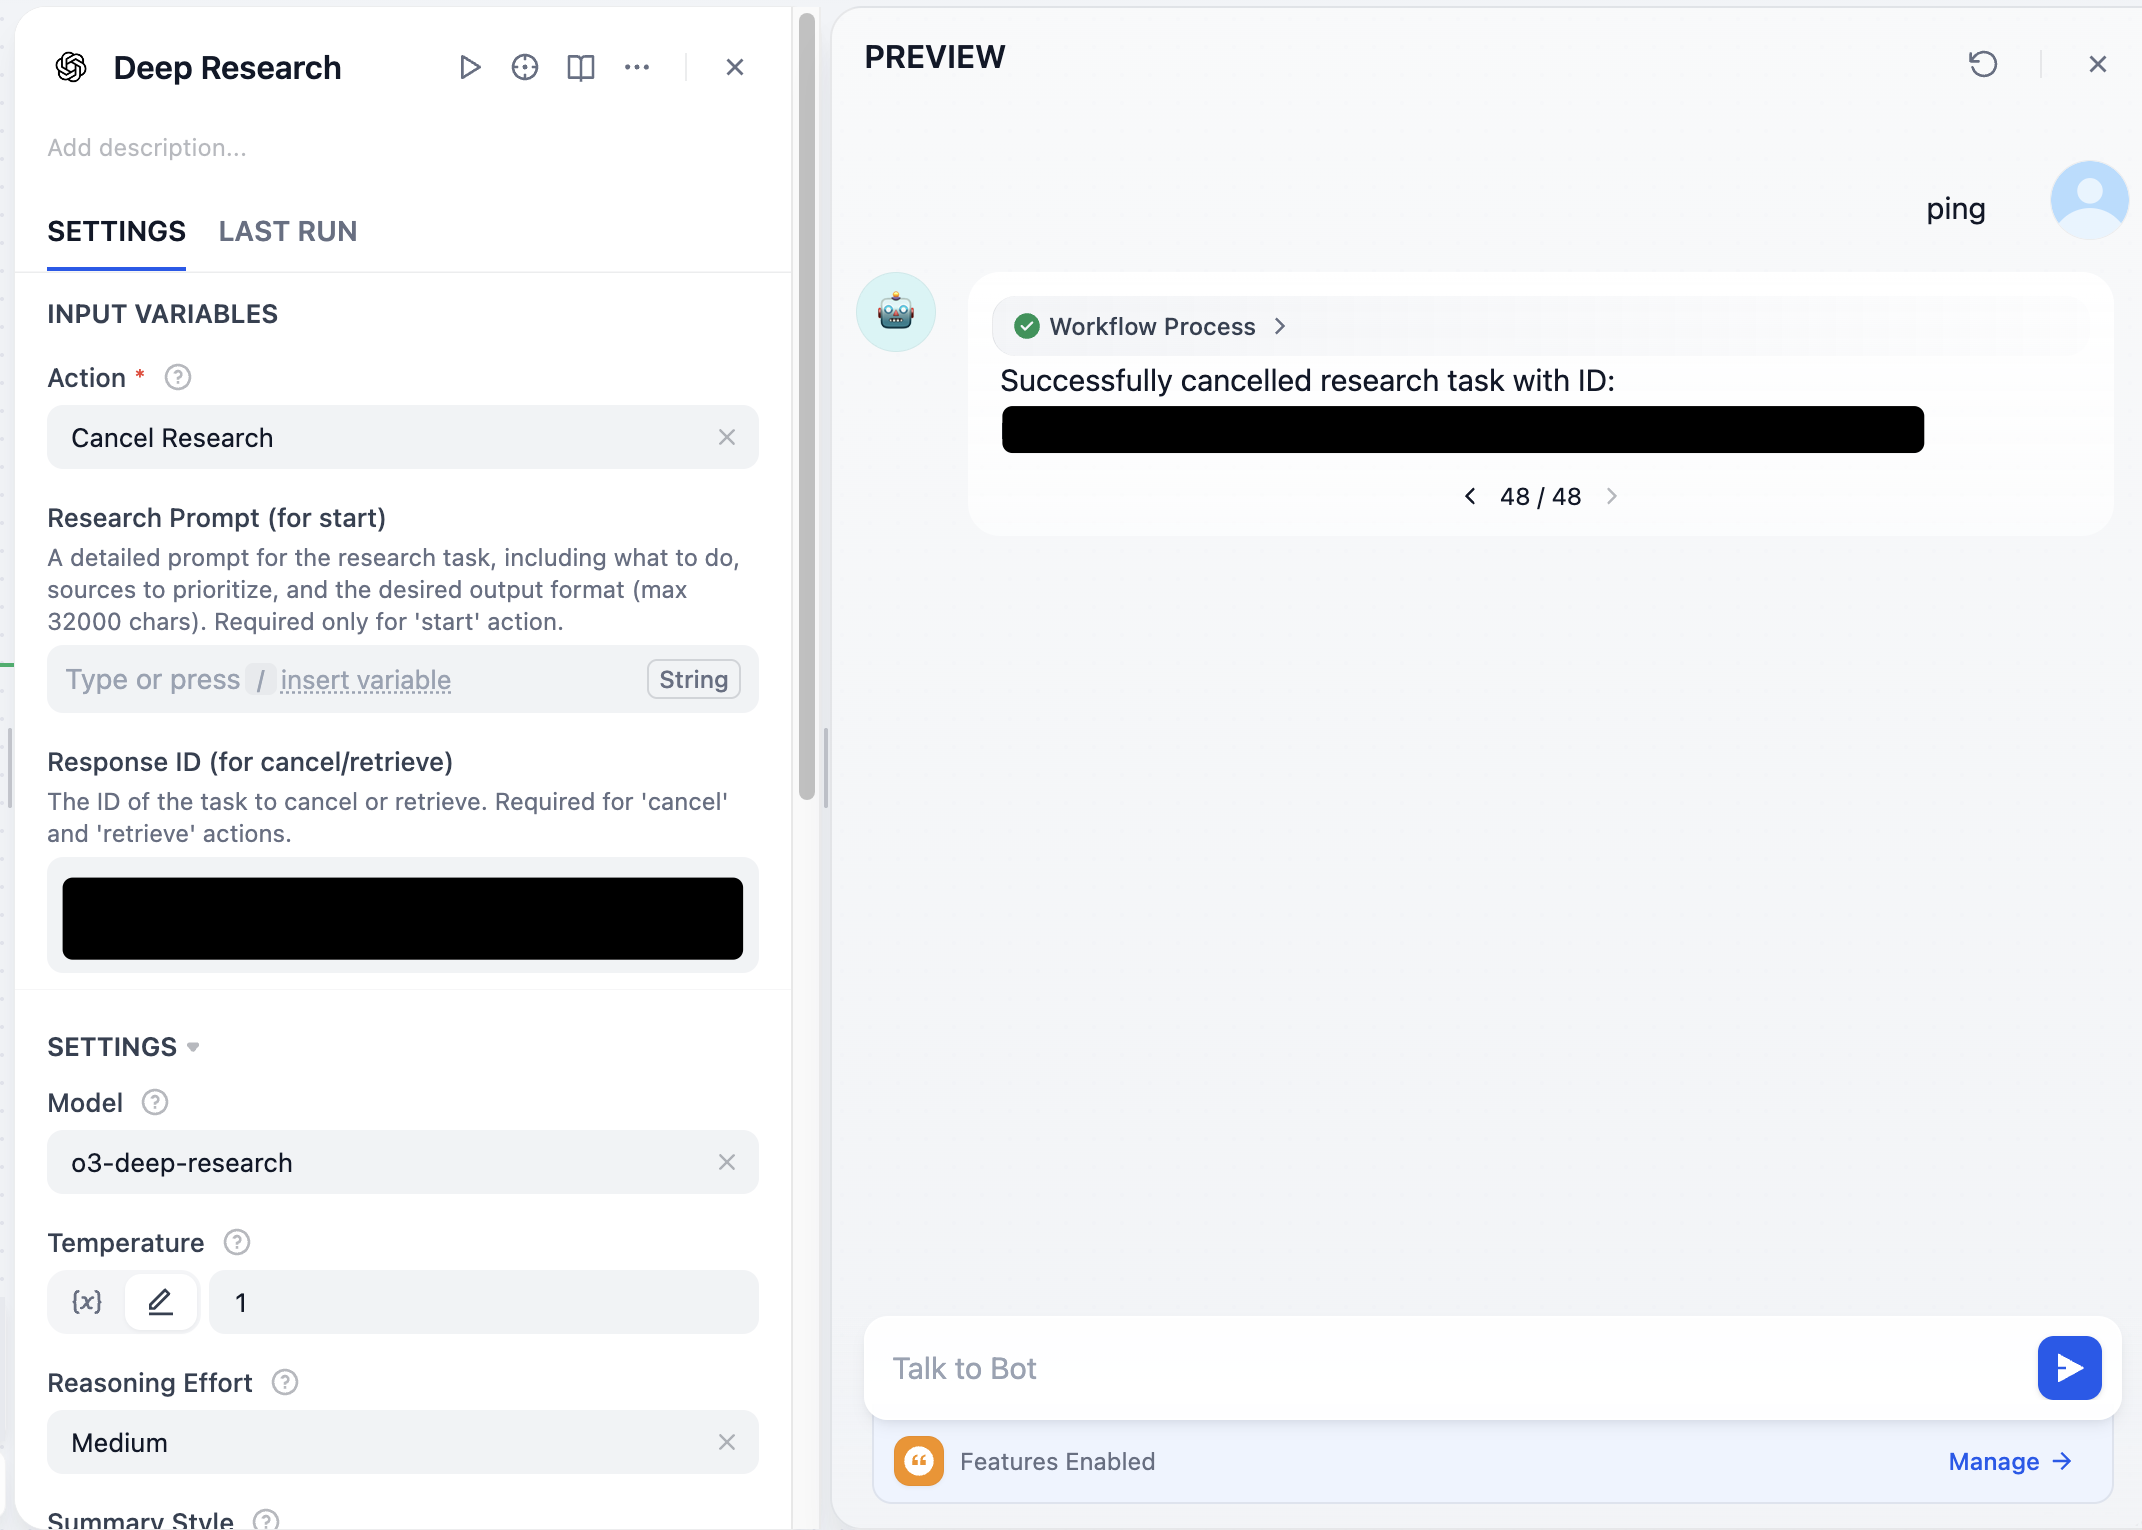 Deep Research
Add description...
SETTINGS LAST RUN
INPUT VARIABLES
Action *
Cancel Research
Research Prompt (for start)
A detailed prompt for the research task, including what to do,
sources to prioritize, and the desired output format (max
32000 chars). Required only for 'start' action.
Type or press / insert variable String
Response ID (for cancel/retrieve)
The ID of the task to cancel or retrieve. Required for 'cancel'
and 'retrieve' actions.
SETTINGS
Model
o3-deep-research
Temperature
{x} 1
Reasoning Effort
Medium
Summary Style
PREVIEW
ping
Workflow Process
Successfully cancelled research task with ID:
48 / 48
Talk to Bot
Features Enabled Manage →